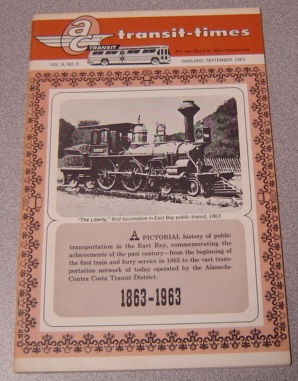 ac
TRANSIT
transit-times
For the Good of Your Community
VOL 6, NO. 5
OAKLAND, SEPTEMBER, 1963
"The Liberty," first locomotive in East Bay public transit, 1863
A PICTORIAL history of public
transportation in the East Bay, commemorating the
achievements of the past century—from the beginning of
the first train and ferry service in 1863 to the vast trans-
portation network of today operated by the Alameda-
Contra Costa Transit District.
1863-1963